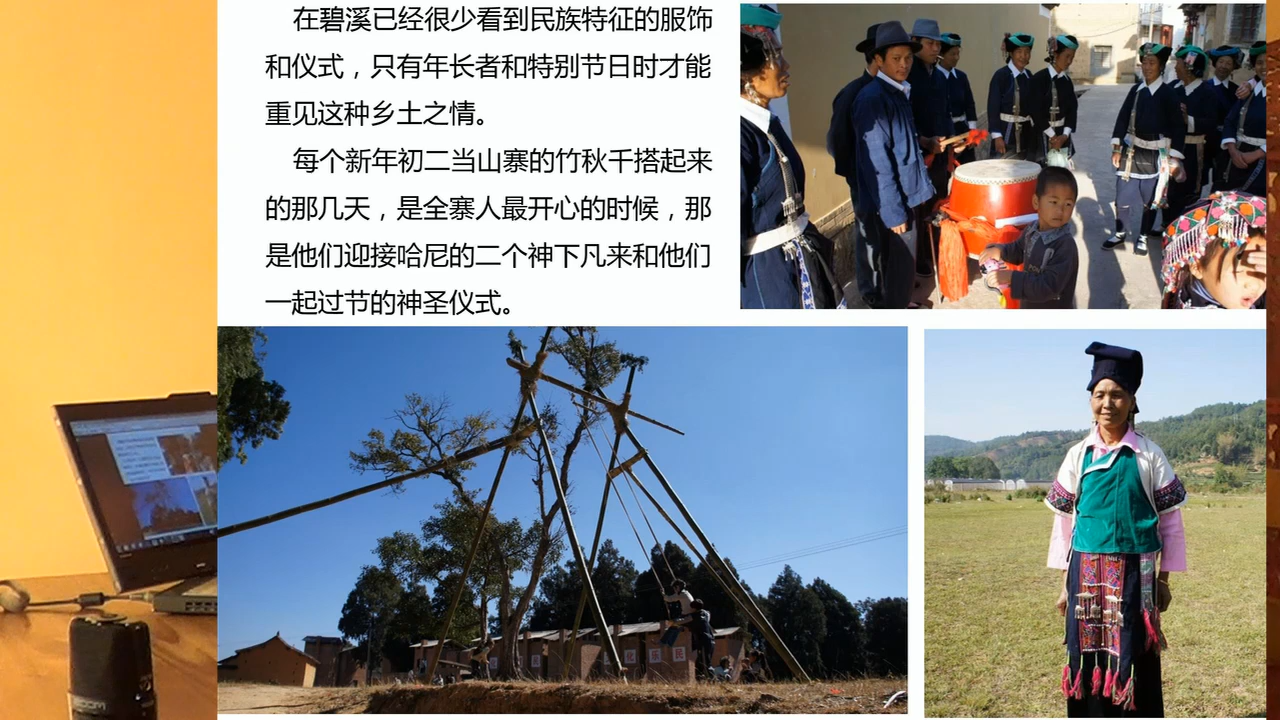 在碧溪已经很少看到民族特征的服饰
和仪式，只有年长者和特别节日时才能
重见这种乡土之情。
每个新年初二当山寨的竹秋千搭起来
的那几天，是全寨人最开心的时候，那
是他们迎接哈尼的二个神下凡来和他们
一起过节的神圣仪式。
民